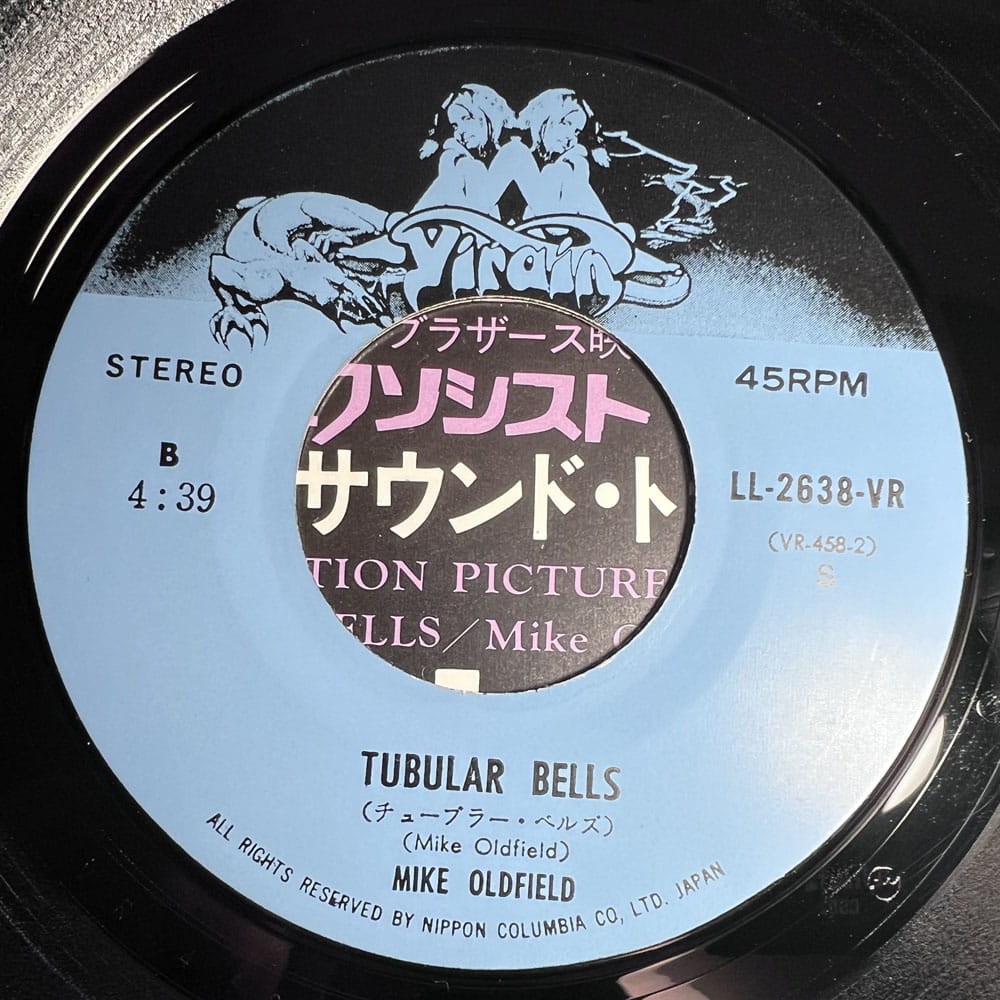 Virgin
STEREO
45RPM
B
4:39
LL-2638-VR
(VR-458-2)
S
ブラザース映
クソシスト
サウンド・ト
TION PICTURE
ELLS/Mike
TUBULAR BELLS
(チューブラー・ベルズ)
(Mike Oldfield)
MIKE OLDFIELD
ALL RIGHTS RESERVED BY NIPPON COLUMBIA CO, LTD. JAPAN